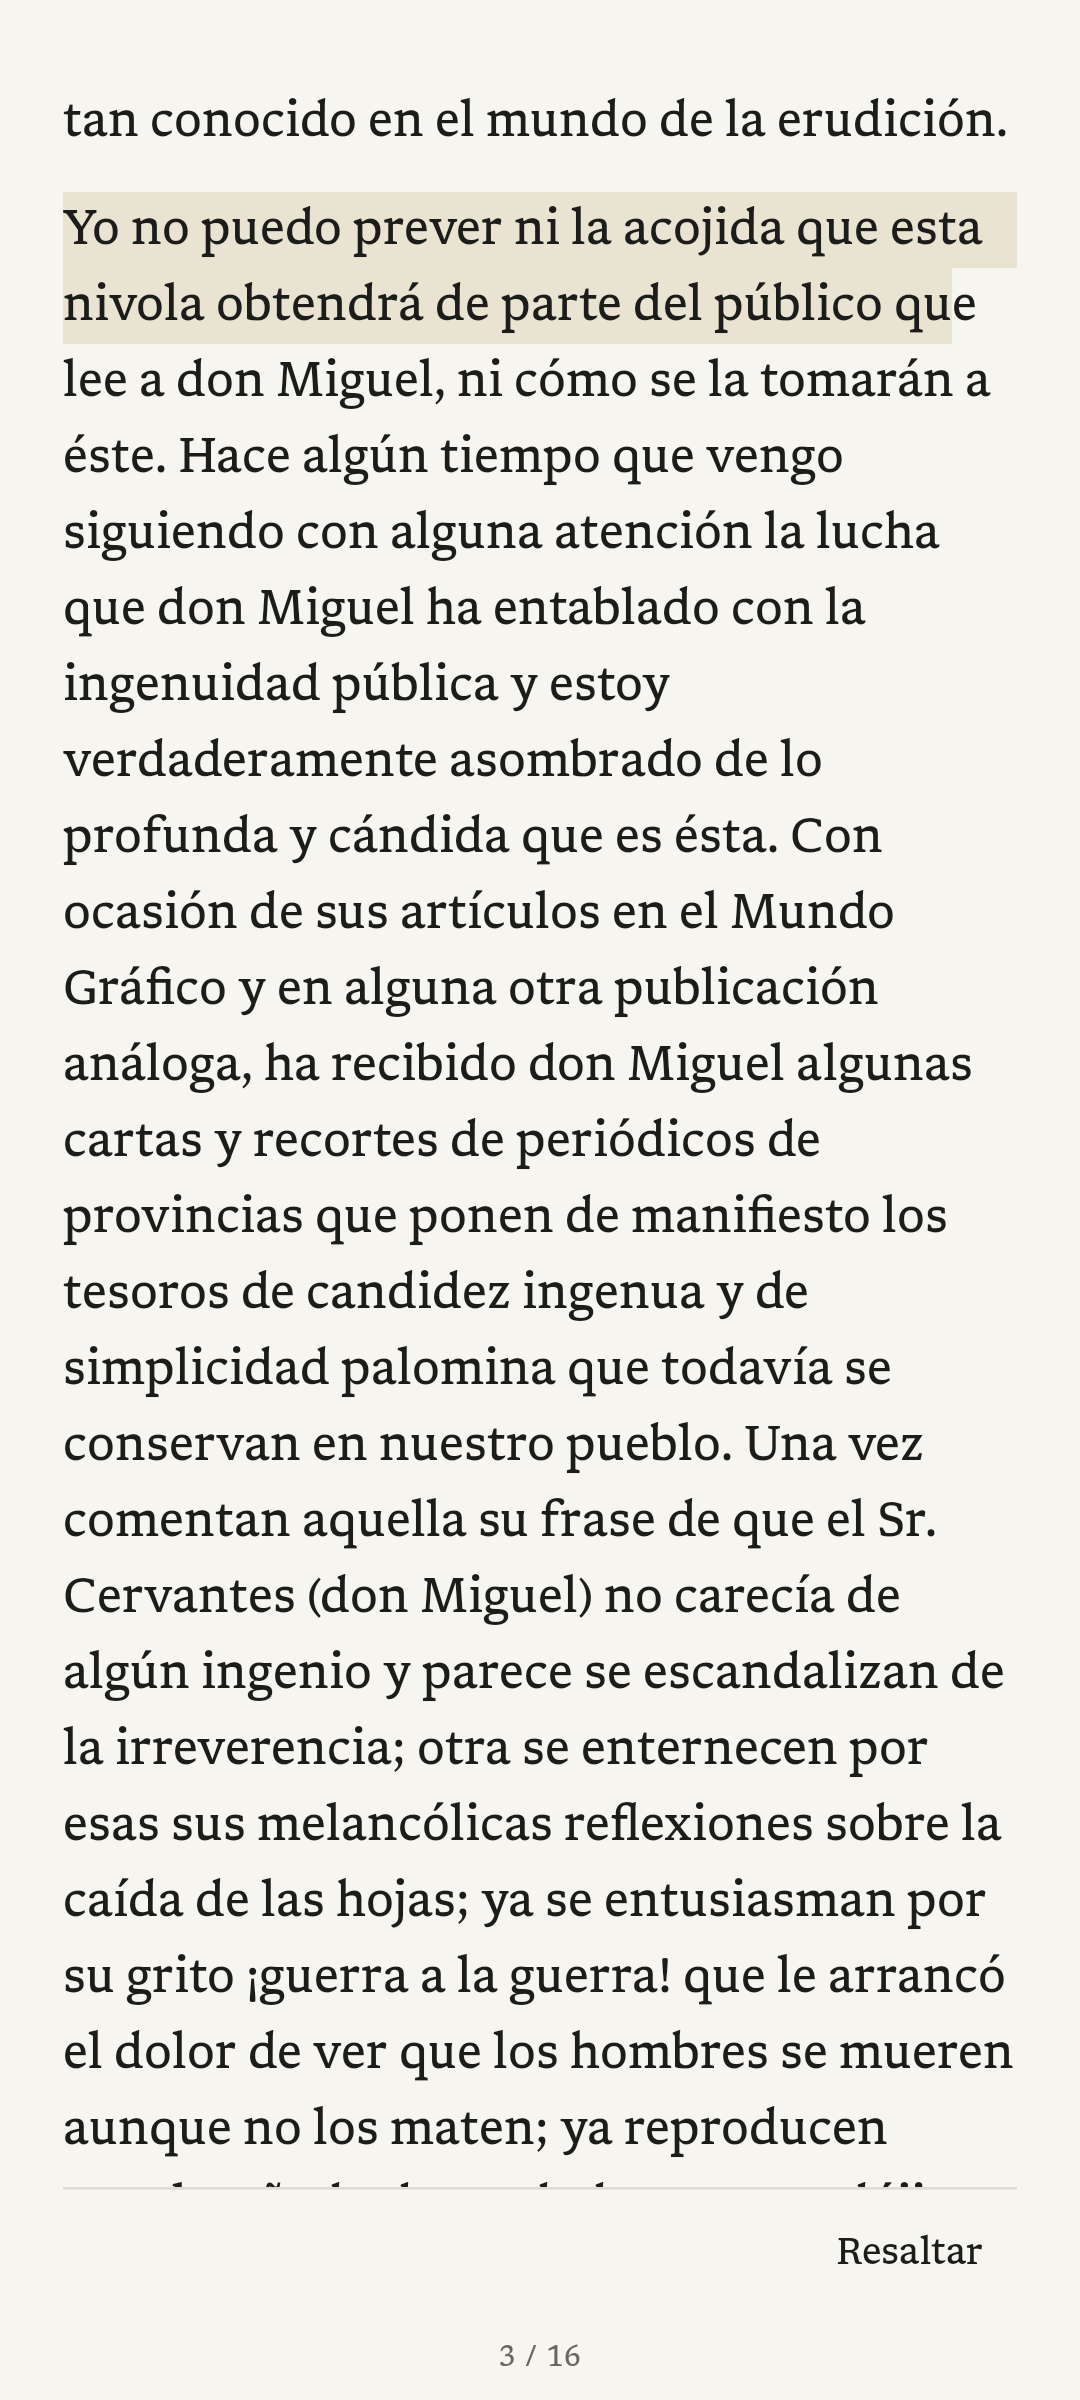 tan conocido en el mundo de la erudición.
Yo no puedo prever ni la acojida que esta
nivola obtendrá de parte del público que
lee a don Miguel, ni cómo se la tomarán a
éste. Hace algún tiempo que vengo
siguiendo con alguna atención la lucha
que don Miguel ha entablado con la
ingenuidad pública y estoy
verdaderamente asombrado de lo
profunda y cándida que es ésta. Con
ocasión de sus artículos en el Mundo
Gráfico y en alguna otra publicación
análoga, ha recibido don Miguel algunas
cartas y recortes de periódicos de
provincias que ponen de manifiesto los
tesoros de candidez ingenua y de
simplicidad palomina que todavía se
conservan en nuestro pueblo. Una vez
comentan aquella su frase de que el Sr.
Cervantes (don Miguel) no carecía de
algún ingenio y parece se escandalizan de
la irreverencia; otra se enternecen por
esas sus melancólicas reflexiones sobre la
caída de las hojas; ya se entusiasman por
su grito ¡guerra a la guerra! que le arrancó
el dolor de ver que los hombres se mueren
aunque no los maten; ya reproducen
Resaltar
3 / 16